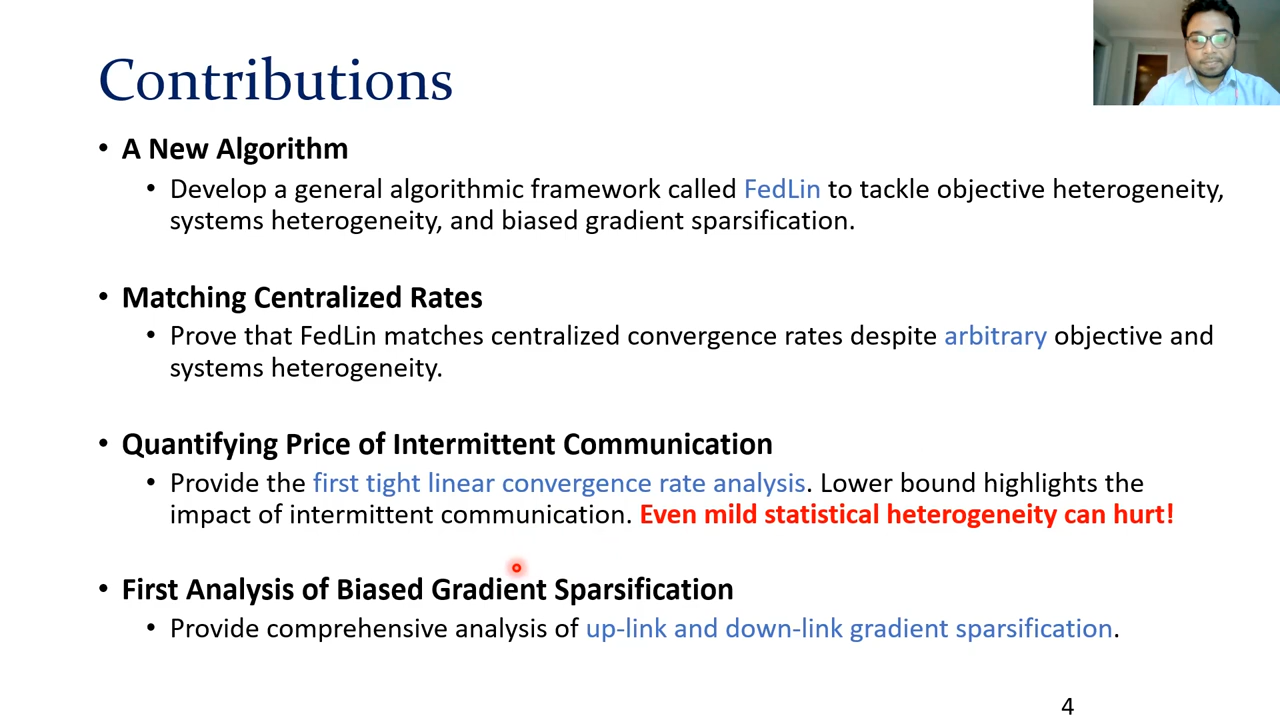 Contributions
• A New Algorithm
• Develop a general algorithmic framework called FedLin to tackle objective heterogeneity,
systems heterogeneity, and biased gradient sparsification.
• Matching Centralized Rates
• Prove that FedLin matches centralized convergence rates despite arbitrary objective and
systems heterogeneity.
• Quantifying Price of Intermittent Communication
• Provide the first tight linear convergence rate analysis. Lower bound highlights the
impact of intermittent communication. Even mild statistical heterogeneity can hurt!
• First Analysis of Biased Gradient Sparsification
• Provide comprehensive analysis of up-link and down-link gradient sparsification.
4